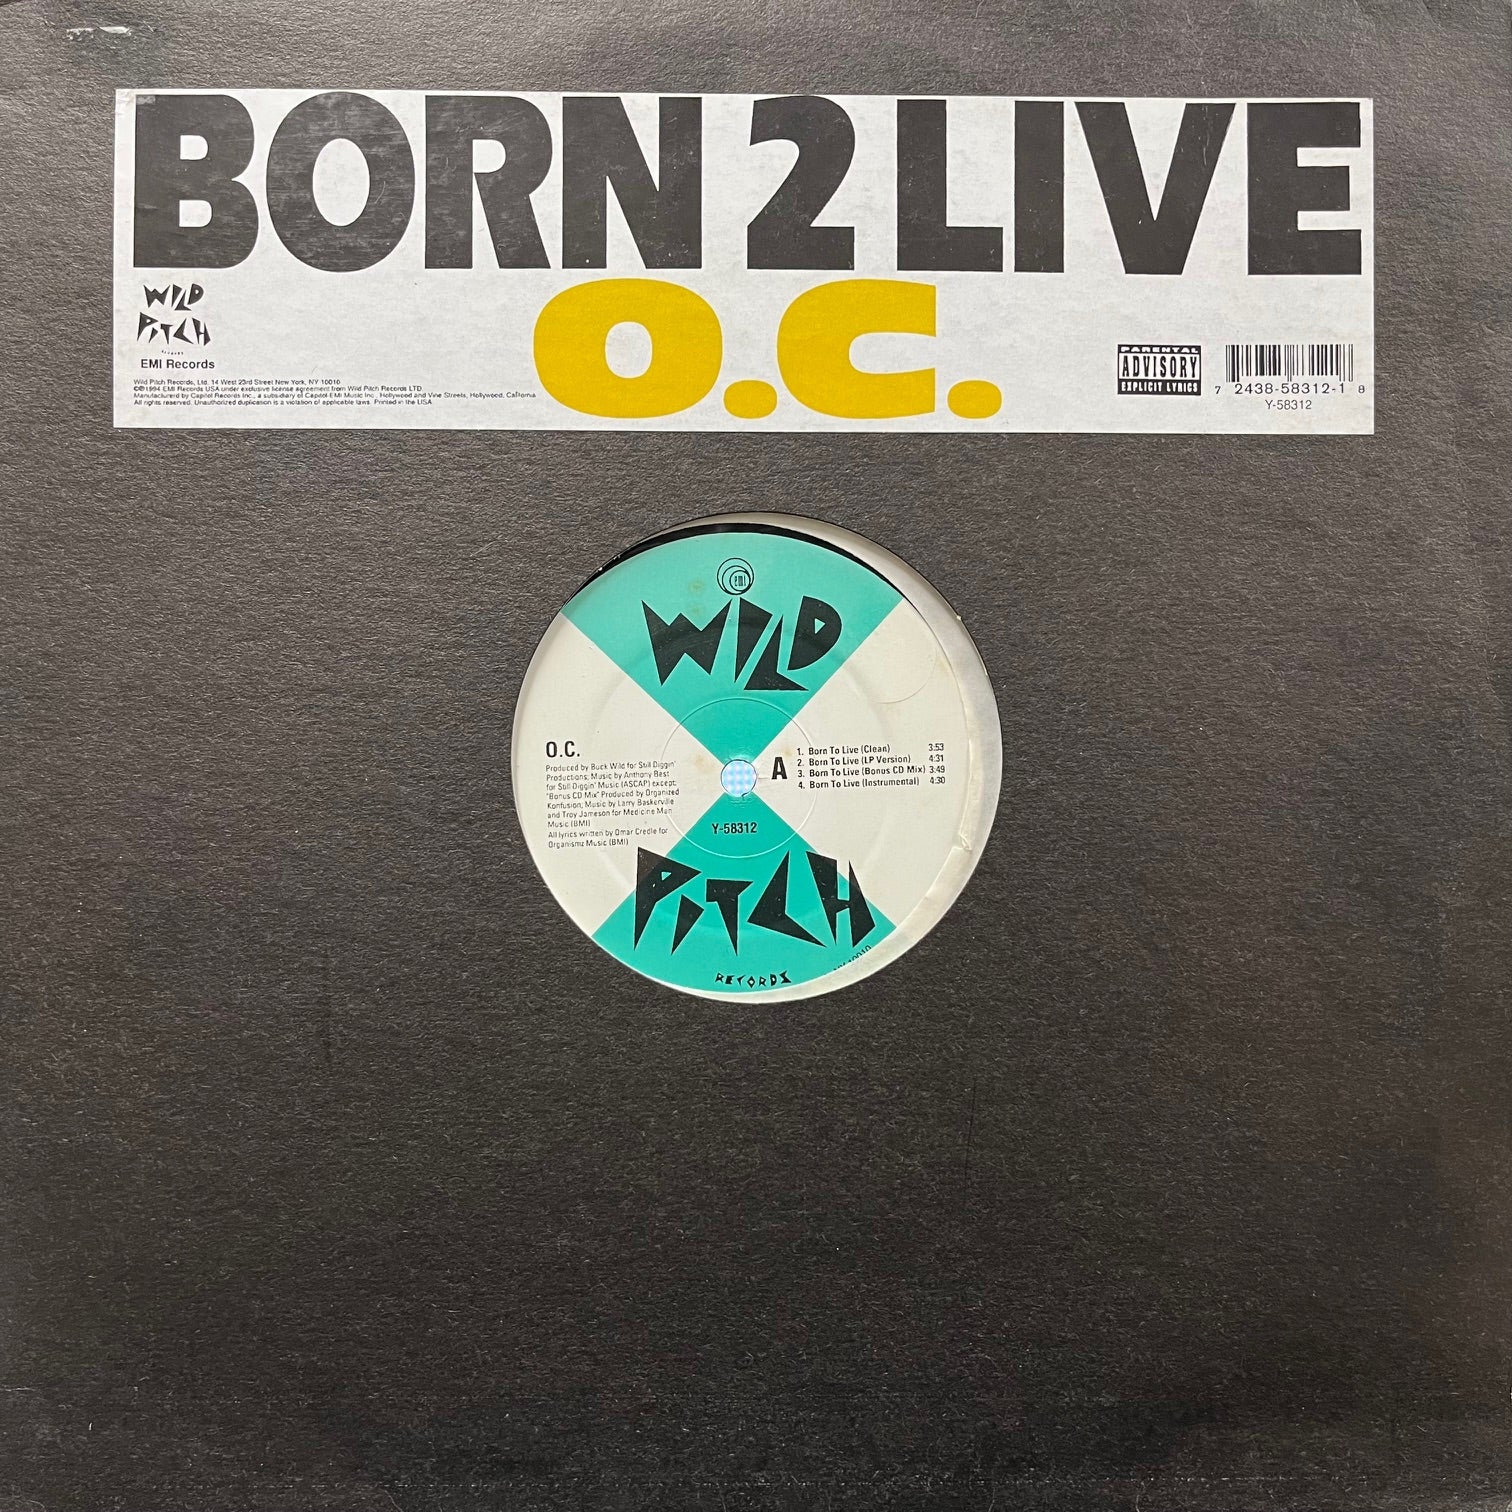 BORN 2 LIVE
O.C.
WILD
PITCH
RECORDS
EMI Records
Wild Pitch Records, Ltd. 14 West 23rd Street New York, NY 10010
©℗1994 EMI Records USA under exclusive license agreement from Wild Pitch Records LTD.
Manufactured by Capitol Records Inc., a subsidiary of Capitol-EMI Music Inc., Hollywood and Vine Streets, Hollywood, California
All rights reserved. Unauthorized duplication is a violation of applicable laws. Printed in the USA.
PARENTAL
ADVISORY
EXPLICIT LYRICS
7 2438-58312-1 8
Y-58312
emi
WILD
O.C.
Produced by Buck Wild for Still Diggin'
Productions; Music by Anthony Best
for Still Diggin' Music (ASCAP) except
"Bonus CD Mix" Produced by Organized
Konfusion; Music by Larry Baskerville
and Troy Jameson for Medicine Man
Music (BMI)
All lyrics written by Omar Credle for
Organismz Music (BMI)
A
1. Born To Live (Clean) 3:53
2. Born To Live (LP Version) 4:31
3. Born To Live (Bonus CD Mix) 3:49
4. Born To Live (Instrumental) 4:30
Y-58312
PITCH
RECORDS